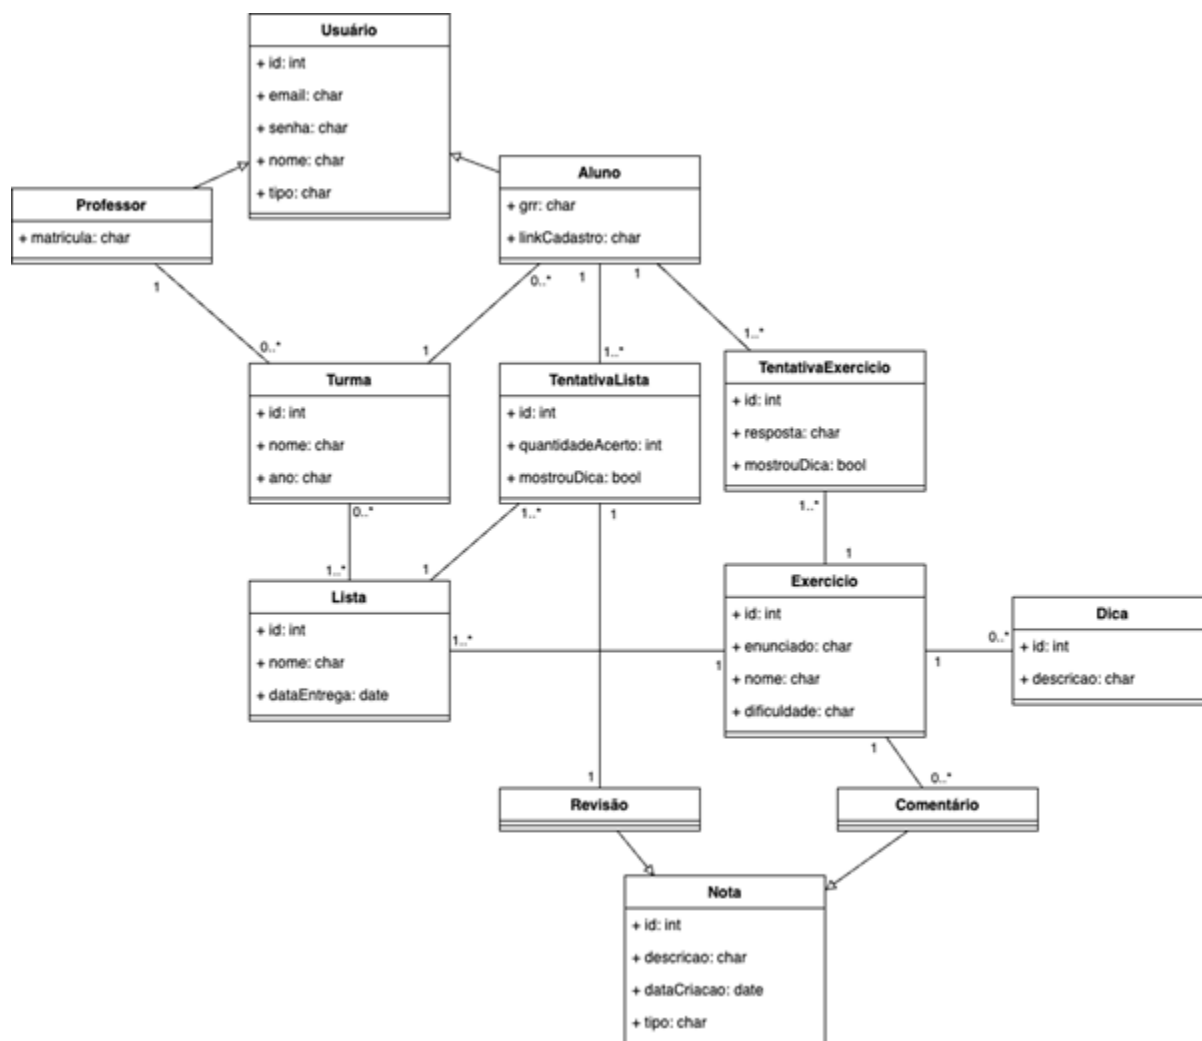 Usuário
+ id: int
+ email: char
+ senha: char
+ nome: char
+ tipo: char
Professor
+ matricula: char
Aluno
+ grr: char
+ linkCadastro: char
1
0..*
0..*
1
1
1..*
1
1..*
Turma
+ id: int
+ nome: char
+ ano: char
TentativaLista
+ id: int
+ quantidadeAcerto: int
+ mostrouDica: bool
TentativaExercicio
+ id: int
+ resposta: char
+ mostrouDica: bool
0..*
1..*
1..*
1
1
1
1..*
1
Lista
+ id: int
+ nome: char
+ dataEntrega: date
1..*
1
Exercicio
+ id: int
+ enunciado: char
+ nome: char
+ dificuldade: char
1
0..*
Dica
+ id: int
+ descricao: char
1
0..*
Revisão
Comentário
Nota
+ id: int
+ descricao: char
+ dataCriacao: date
+ tipo: char